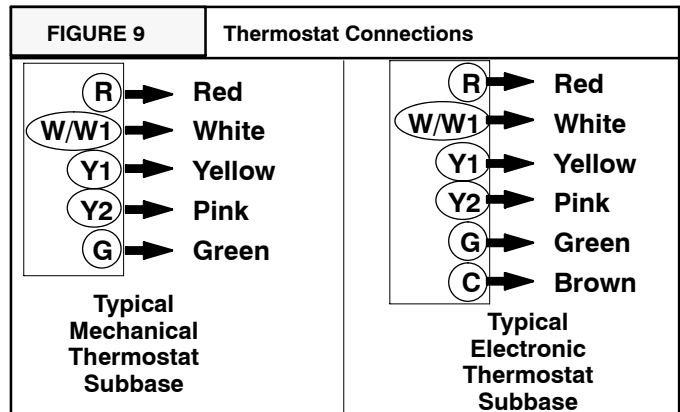 FIGURE 9
Thermostat Connections
R Red
W/W1 White
Y1 Yellow
Y2 Pink
G Green
Typical
Mechanical
Thermostat
Subbase
R Red
W/W1 White
Y1 Yellow
Y2 Pink
G Green
C Brown
Typical
Electronic
Thermostat
Subbase